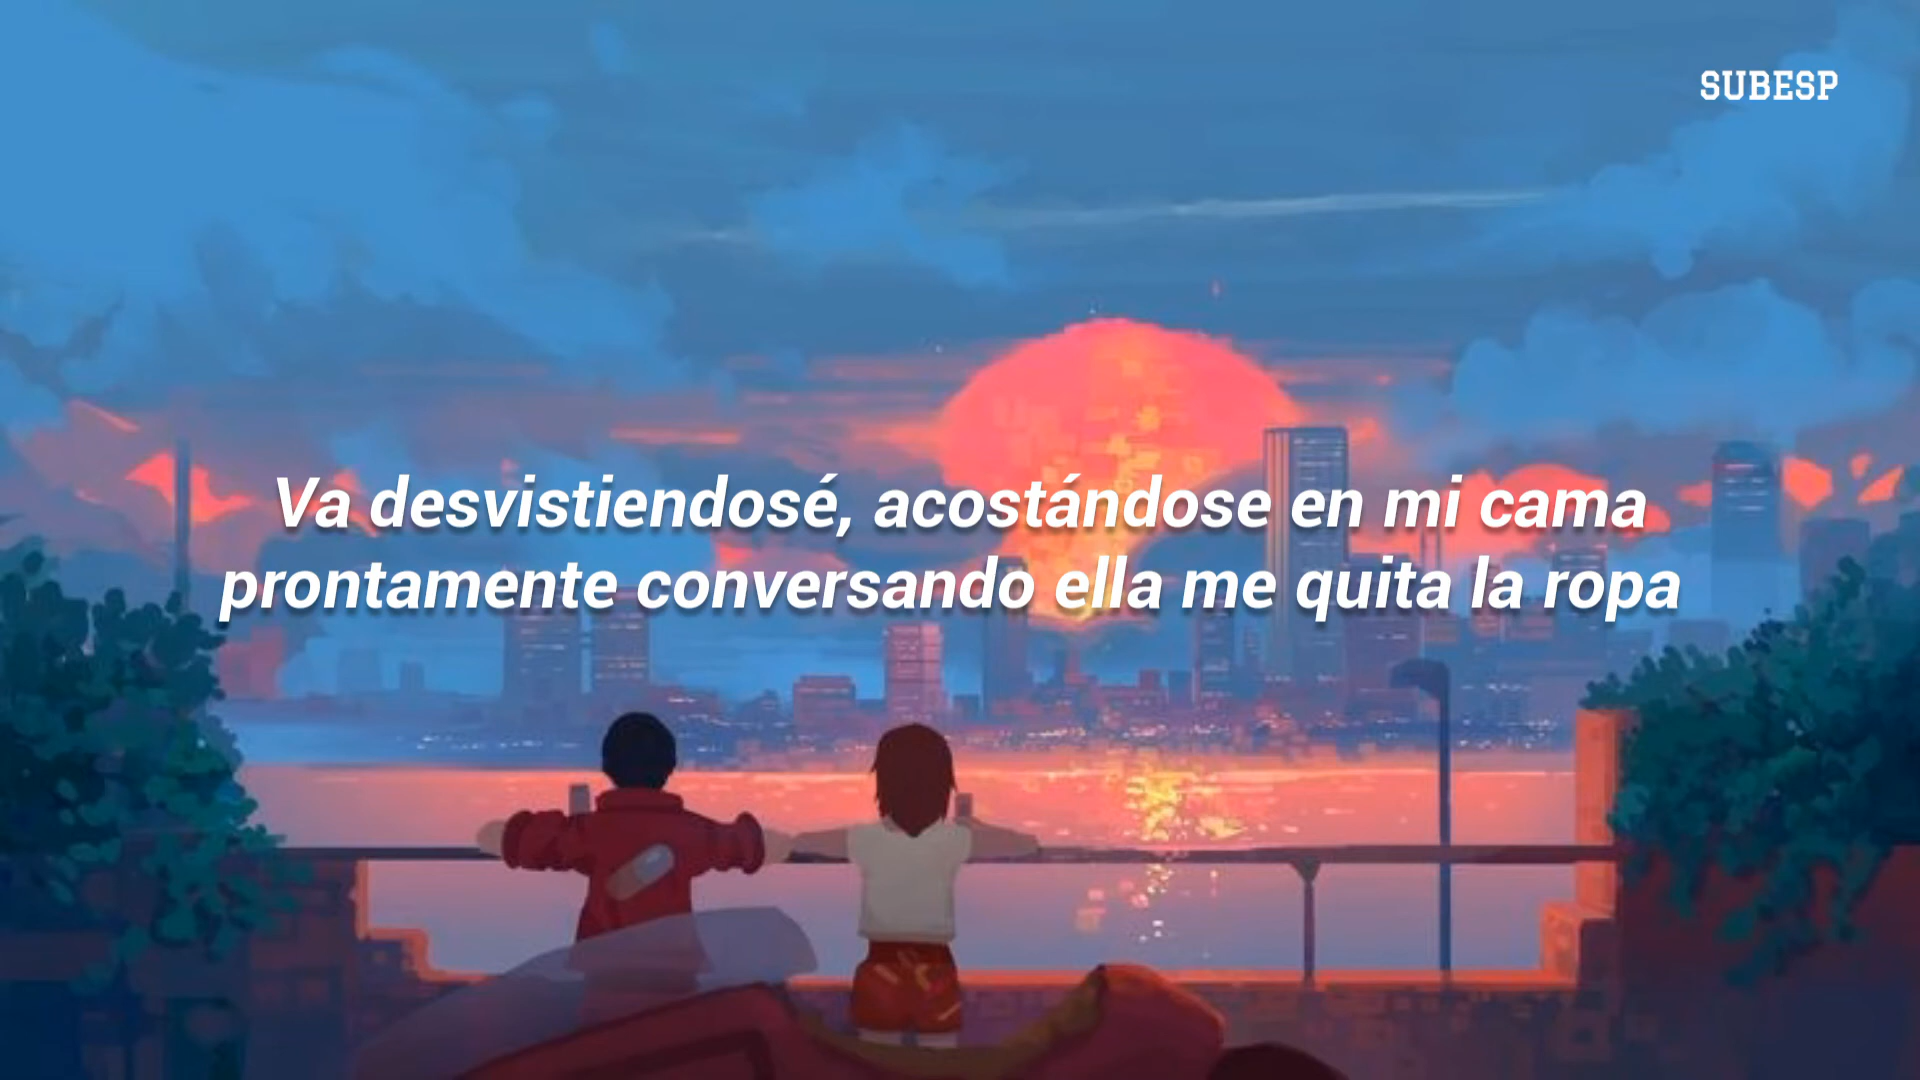 SUBESP
Va desvistiendosé, acostándose en mi cama
prontamente conversando ella me quita la ropa